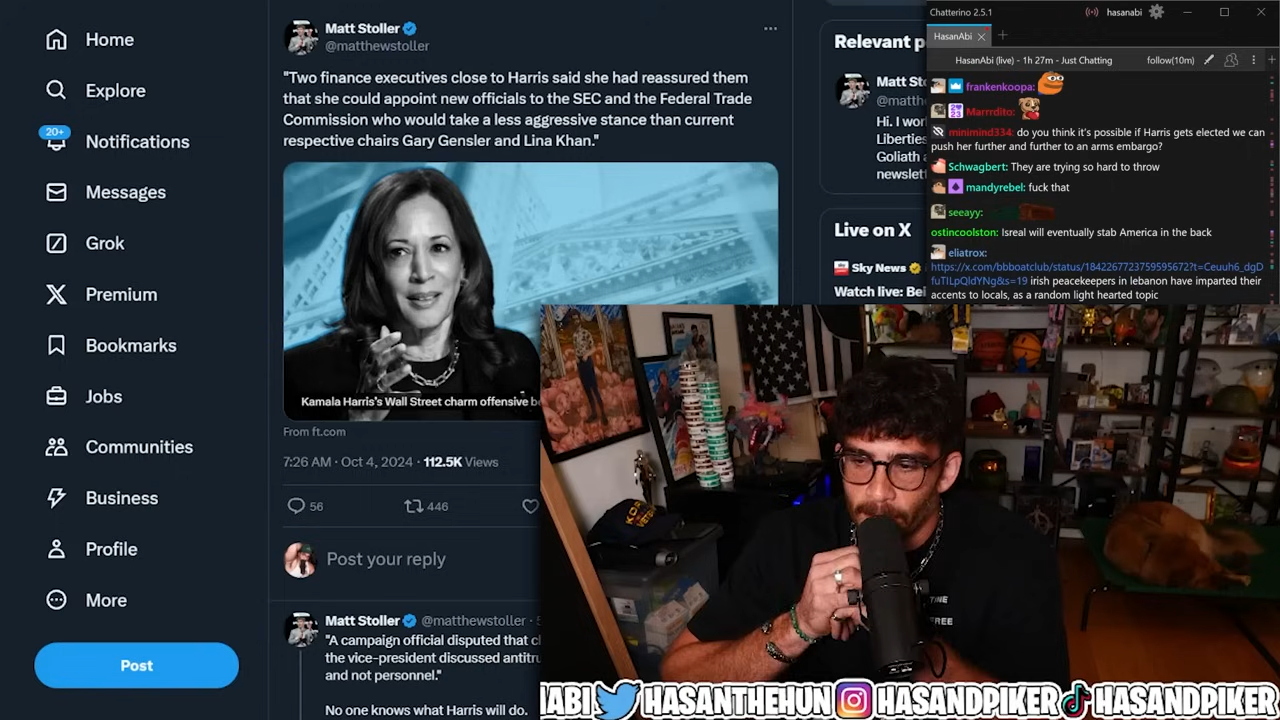 Home
Explore
20+
Notifications
Messages
Grok
Premium
Bookmarks
Jobs
Communities
Business
Profile
More
Post
Matt Stoller
@matthewstoller
"Two finance executives close to Harris said she had reassured them
that she could appoint new officials to the SEC and the Federal Trade
Commission who would take a less aggressive stance than current
respective chairs Gary Gensler and Lina Khan."
Kamala Harris's Wall Street charm offensive
From ft.com
7:26 AM · Oct 4, 2024 · 112.5K Views
56
446
Post your reply
Matt Stoller @matthewstoller ·
"A campaign official disputed that
the vice-president discussed antitru
and not personnel."
No one knows what Harris will do.
Relevant p
Matt St
@matth
Hi. I wor
Liberties
Goliath a
newslett
Live on X
Sky News
Watch live: Bei
Chatterino 2.5.1
hasanabi
HasanAbi
HasanAbi (live) - 1h 27m - Just Chatting
follow(10m)
frankenkoopa:
Marrrdito:
minimind334: do you think it's possible if Harris gets elected we can
push her further and further to an arms embargo?
Schwagbert: They are trying so hard to throw
mandyrebel: fuck that
seeayy:
ostincoolston: Isreal will eventually stab America in the back
eliatrox:
https://x.com/bbboatclub/status/1842267723759595672?t=Ceuuh6_dgD
fuTILpQldYNg&s=19 irish peacekeepers in lebanon have imparted their
accents to locals, as a random light hearted topic
FREE
IABI HASANTHEHUN HASANDPIKER HASANDPIKER